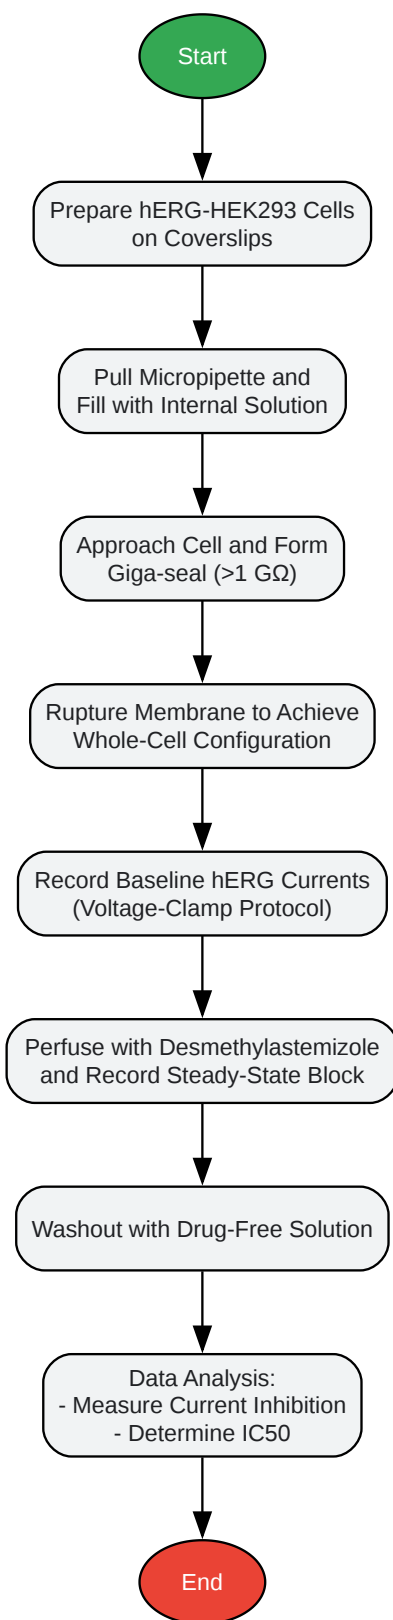 Start
Prepare hERG-HEK293 Cells
on Coverslips
Pull Micropipette and
Fill with Internal Solution
Approach Cell and Form
Giga-seal (>1 GΩ)
Rupture Membrane to Achieve
Whole-Cell Configuration
Record Baseline hERG Currents
(Voltage-Clamp Protocol)
Perfuse with Desmethylastemizole
and Record Steady-State Block
Washout with Drug-Free Solution
Data Analysis:
- Measure Current Inhibition
- Determine IC50
End